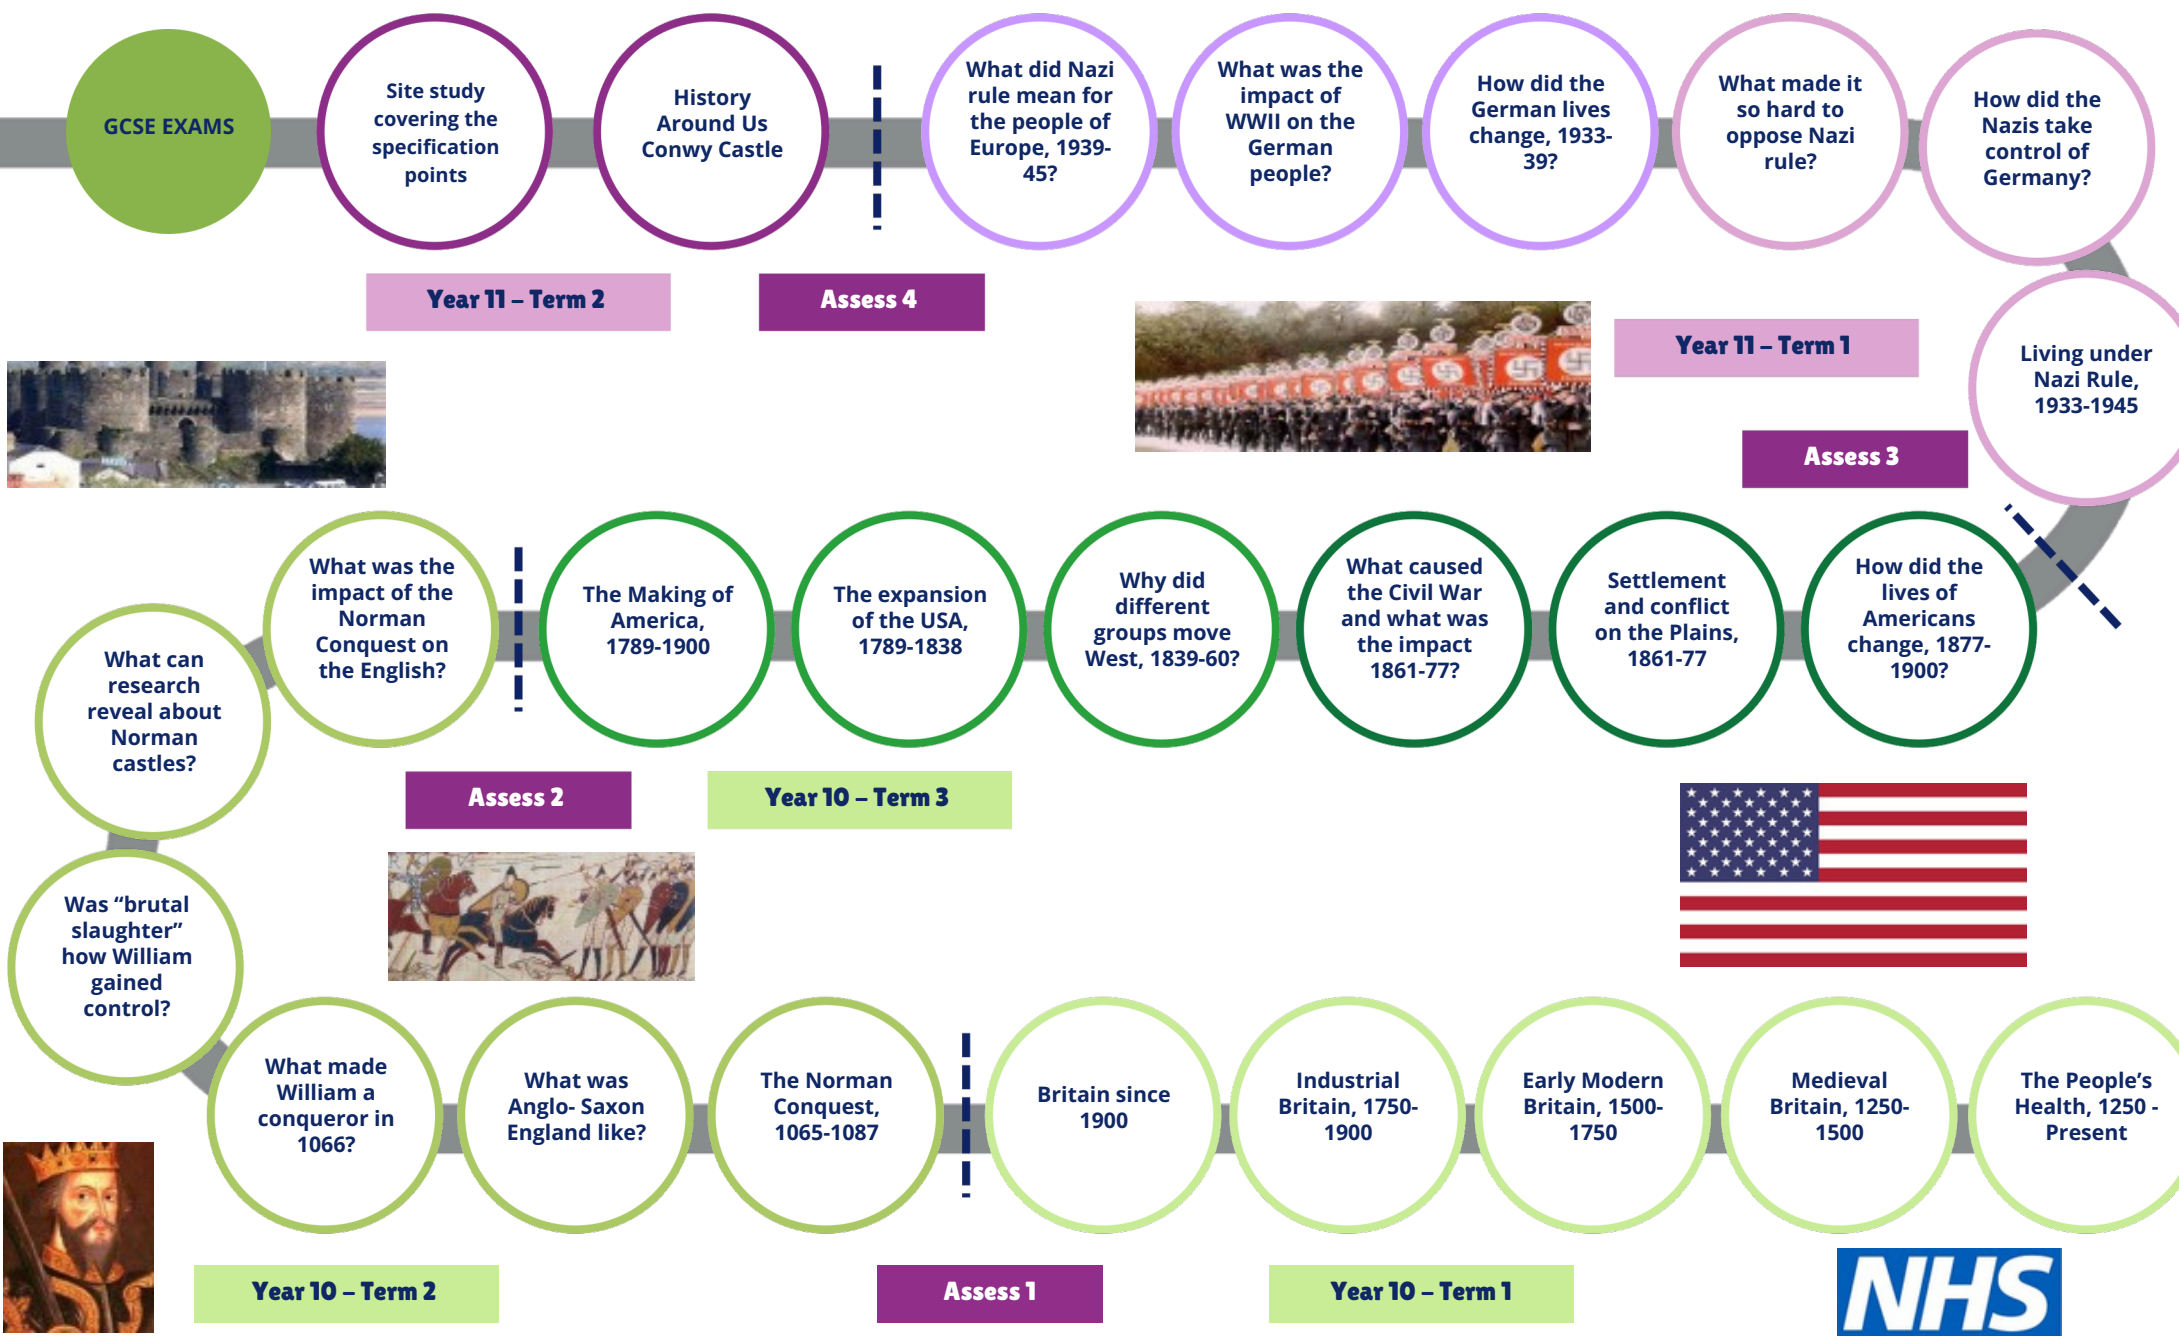 GCSE EXAMS
Site study
covering the
specification
points
History
Around Us
Conwy Castle
What did Nazi
rule mean for
the people of
Europe, 1939-
45?
What was the
impact of
WWII on the
German
people?
How did the
German lives
change, 1933-
39?
What made it
so hard to
oppose Nazi
rule?
How did the
Nazis take
control of
Germany?
Year 11 – Term 2
Assess 4
Year 11 – Term 1
Living under
Nazi Rule,
1933-1945
Assess 3
What was the
impact of the
Norman
Conquest on
the English?
The Making of
America,
1789-1900
The expansion
of the USA,
1789-1838
Why did
different
groups move
West, 1839-60?
What caused
the Civil War
and what was
the impact
1861-77?
Settlement
and conflict
on the Plains,
1861-77
How did the
lives of
Americans
change, 1877-
1900?
What can
research
reveal about
Norman
castles?
Assess 2
Year 10 – Term 3
Was “brutal
slaughter”
how William
gained
control?
What made
William a
conqueror in
1066?
What was
Anglo- Saxon
England like?
The Norman
Conquest,
1065-1087
Britain since
1900
Industrial
Britain, 1750-
1900
Early Modern
Britain, 1500-
1750
Medieval
Britain, 1250-
1500
The People’s
Health, 1250 -
Present
Year 10 – Term 2
Assess 1
Year 10 – Term 1
NHS